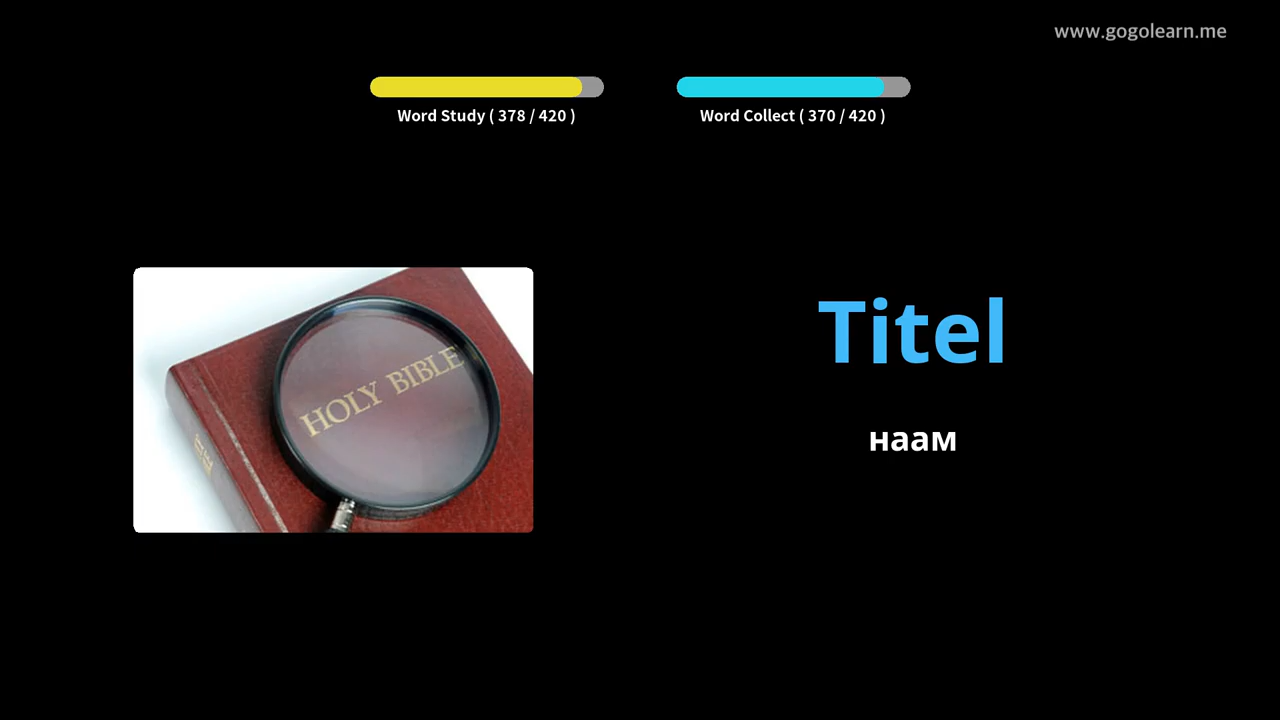 www.gogolearn.me
Word Study ( 378 / 420 )
Word Collect ( 370 / 420 )
HOLY BIBLE
Titel
наам